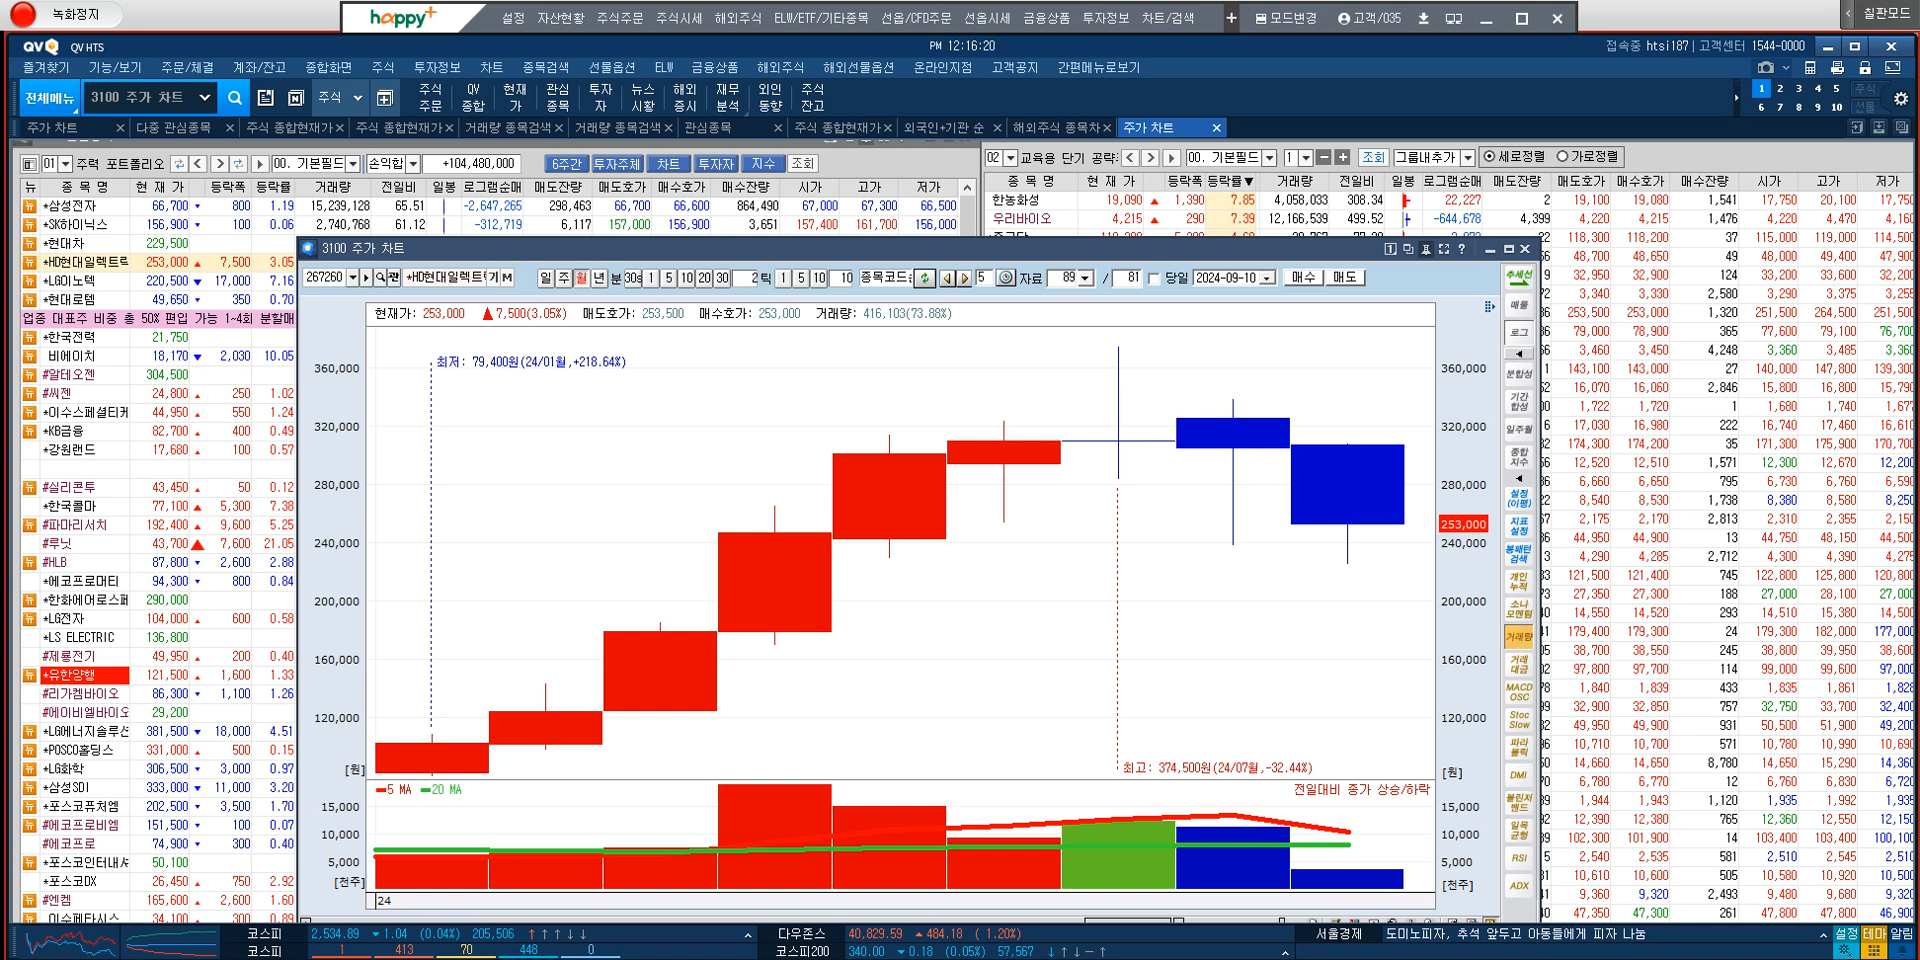 녹화정지
happy+ 설정 자산현황 주식주문 주식시세 해외주식 ELW/ETF/기타종목 선옵/CFD주문 선옵시세 금융상품 투자정보 차트/검색 + 모드변경 고객/035
칠판모드
QV QV HTS
PM 12:16:20
접속중 htsi187 | 고객센터 1544-0000
즐겨찾기 기능/보기 주문/체결 계좌/잔고 종합화면 주식 투자정보 차트 종목검색 선물옵션 ELW 금융상품 해외주식 해외선물옵션 온라인지점 고객공지 간편메뉴로보기
전체메뉴 3100 주가 차트 주식
주식 주문 QV 종합 현재가 관심 종목 투자자 뉴스 시황 해외 증시 재무 분석 외인 동향 주식 잔고
1 2 3 4 5
6 7 8 9 10
주가 차트 다중 관심종목 주식 종합현재가 주식 종합현재가 거래량 종목검색 거래량 종목검색 관심종목 주식 종합현재가 외국인+기관 순 해외주식 종목차 주가 차트
01 주력 포트폴리오 00. 기본필드 손익합 +104,480,000 6주간 투자주체 차트 투자자 지수 조회
뉴 종 목 명 현 재 가 등락폭 등락률 거래량 전일비 일봉 로그램순매 매도잔량 매도호가 매수호가 매수잔량 시가 고가 저가
*삼성전자 66,700 800 1.19 15,239,128 65.51 -2,647,265 298,463 66,700 66,600 864,490 67,000 67,300 66,500
*SK하이닉스 156,900 100 0.06 2,740,768 61.12 -312,719 6,117 157,000 156,900 3,651 157,400 161,700 156,000
*현대차 229,500
*HD현대일렉트릭 253,000 7,500 3.05
*LG이노텍 220,500 17,000 7.16
*현대로템 49,650 350 0.70
업종 대표주 비중 총 50% 편입 가능 1~4회 분할매
*한국전력 21,750
비에이치 18,170 2,030 10.05
#알테오젠 304,500
#씨젠 24,800 250 1.02
*이수스페셜티케 44,950 550 1.24
*KB금융 82,700 400 0.49
*강원랜드 17,680 100 0.57
#실리콘투 43,450 50 0.12
*한국콜마 77,100 5,300 7.38
#파마리서치 192,400 9,600 5.25
#루닛 43,700 7,600 21.05
#HLB 87,800 2,600 2.88
*에코프로머티 94,300 800 0.84
*한화에어로스페 290,000
*LG전자 104,000 600 0.58
*LS ELECTRIC 136,800
#제룡전기 49,950 200 0.40
*유한양행 121,500 1,600 1.33
#리가켐바이오 86,300 1,100 1.26
#에이비엘바이오 29,200
*LG에너지솔루션 381,500 18,000 4.51
*POSCO홀딩스 331,000 500 0.15
*LG화학 306,500 3,000 0.97
*삼성SDI 333,000 11,000 3.20
*포스코퓨처엠 202,500 3,500 1.70
#에코프로비엠 151,500 100 0.07
#에코프로 74,900 300 0.40
*포스코인터내셔 50,100
*포스코DX 26,450 750 2.92
#엔켐 165,600 2,600 1.60
이수페타시스 34,100 300 0.89
02 교육용 단기 공략 00. 기본필드 1 조회 그룹내추가 세로정렬 가로정렬
종 목 명 현 재 가 등락폭 등락률▼ 거래량 전일비 일봉 로그램순매 매도잔량 매도호가 매수호가 매수잔량 시가 고가 저가
한농화성 19,090 1,390 7.85 4,058,033 308.34 22,227 2 19,100 19,080 1,541 17,750 20,100 17,750
우리바이오 4,215 290 7.39 12,166,539 499.52 -644,678 4,399 4,220 4,215 1,476 4,220 4,470 4,160
118,300 118,200 37 115,000 119,000 114,500
48,700 48,650 49 48,000 49,400 47,900
32,950 32,900 124 33,200 33,600 32,650
3,340 3,330 2,580 3,290 3,375 3,255
253,500 253,000 1,320 251,500 264,500 251,500
79,000 78,900 365 77,600 79,100 76,700
3,460 3,450 4,248 3,360 3,485 3,360
143,100 143,000 27 140,000 147,800 139,300
16,070 16,060 2,846 15,800 16,800 15,790
1,722 1,720 1 1,680 1,740 1,677
17,030 16,980 222 16,740 17,460 16,610
174,300 174,200 35 171,300 175,900 170,700
12,520 12,510 1,571 12,300 12,670 12,200
6,660 6,650 795 6,730 6,760 6,590
8,540 8,530 1,738 8,380 8,580 8,250
2,175 2,170 2,813 2,310 2,355 2,150
44,950 44,900 13 44,750 48,150 44,500
4,290 4,285 2,712 4,300 4,390 4,275
121,500 121,400 745 122,800 125,800 120,800
27,350 27,300 188 27,000 28,100 27,000
14,550 14,520 293 14,510 15,380 14,500
179,400 179,300 24 179,300 182,000 177,000
38,700 38,550 245 38,800 39,950 38,600
97,800 97,700 114 99,000 99,600 97,000
1,840 1,839 433 1,835 1,861 1,828
32,900 32,850 757 32,750 33,700 32,400
49,950 49,900 931 50,500 51,900 49,200
10,710 10,700 571 10,780 10,990 10,690
14,660 14,650 8,780 14,650 15,290 14,360
6,780 6,770 12 6,760 6,830 6,720
1,944 1,943 1,120 1,935 1,992 1,935
12,390 12,380 765 12,360 12,550 12,150
102,300 101,900 14 103,400 103,400 100,100
2,540 2,535 581 2,510 2,545 2,510
10,610 10,600 505 10,580 10,920 10,500
9,360 9,320 2,493 9,480 9,680 9,320
47,350 47,300 261 47,800 47,800 46,900
3100 주가 차트
267260 *HD현대일렉트릭 기 M 일 주 월 년 분 30s 1 5 10 20 30 2 틱 1 5 10 10 종목코드 5 자료 89 / 81 당일 2024-09-10 매수 매도
현재가: 253,000 ▲7,500(3.05%) 매도호가: 253,500 매수호가: 253,000 거래량: 416,103(73.88%)
최저: 79,400원(24/01월,+218.64%)
360,000
320,000
280,000
253,000
240,000
200,000
160,000
120,000
[원]
최고: 374,500원(24/07월,-32.44%)
5 MA 20 MA
전일대비 종가 상승/하락
15,000
10,000
5,000
[천주]
24
추세선
매물
로그
분할성
기간 합성
일주월
종합 지수
설정 (이평)
지표 설정
봉패턴 검색
개인 누적
소나 모멘텀
거래량
거래 대금
MACD OSC
Stoc Slow
파라 볼릭
DMI
볼린저 밴드
일목 균형
RSI
ADX
코스피 2,534.89 ▼ 1.04 (0.04%) 205,506 다우존스 40,829.59 ▲ 484.18 ( 1.20%) 서울경제 도미노피자, 추석 앞두고 아동들에게 피자 나눔 설정 테마 알림
코스피 1 413 70 448 0 코스피200 340.00 ▼ 0.18 (0.05%) 57,567